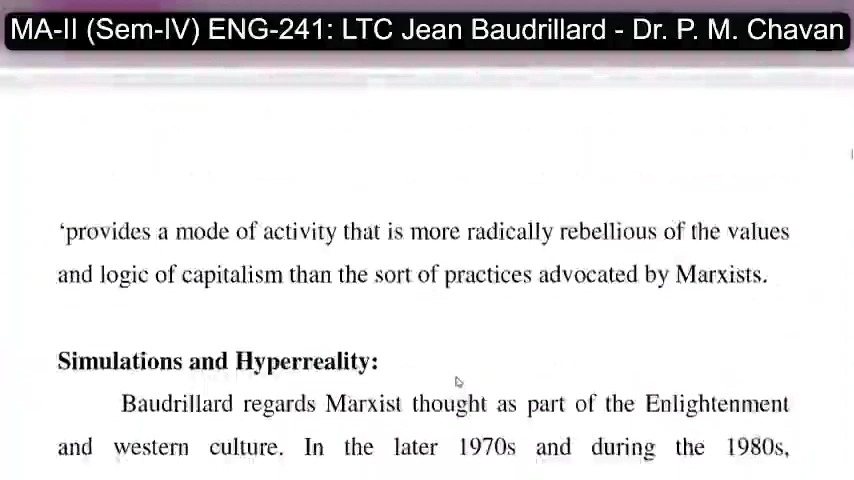 MA-II (Sem-IV) ENG-241: LTC Jean Baudrillard - Dr. P. M. Chavan
‘provides a mode of activity that is more radically rebellious of the values
and logic of capitalism than the sort of practices advocated by Marxists.
Simulations and Hyperreality:
Baudrillard regards Marxist thought as part of the Enlightenment
and western culture. In the later 1970s and during the 1980s,